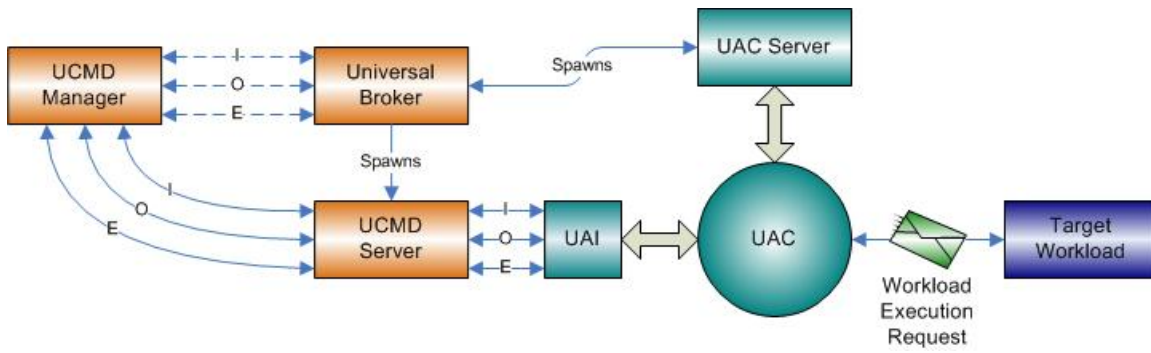 UCMD
Manager
I
O
E
Universal
Broker
Spawns
UAC Server
Spawns
I
O
E
UCMD
Server
I
O
E
UAI
UAC
Target
Workload
Workload
Execution
Request